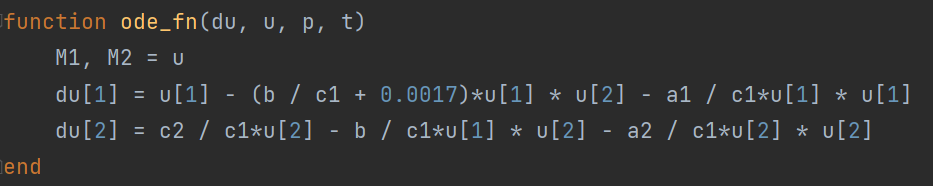 function ode_fn(du, u, p, t)
    M1, M2 = u
    du[1] = u[1] - (b / c1 + 0.0017)*u[1] * u[2] - a1 / c1*u[1] * u[1]
    du[2] = c2 / c1*u[2] - b / c1*u[1] * u[2] - a2 / c1*u[2] * u[2]
end